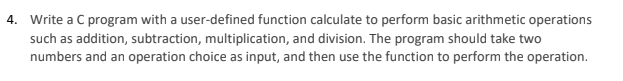 4. Write a C program with a user-defined function calculate to perform basic arithmetic operations
such as addition, subtraction, multiplication, and division. The program should take two
numbers and an operation choice as input, and then use the function to perform the operation.